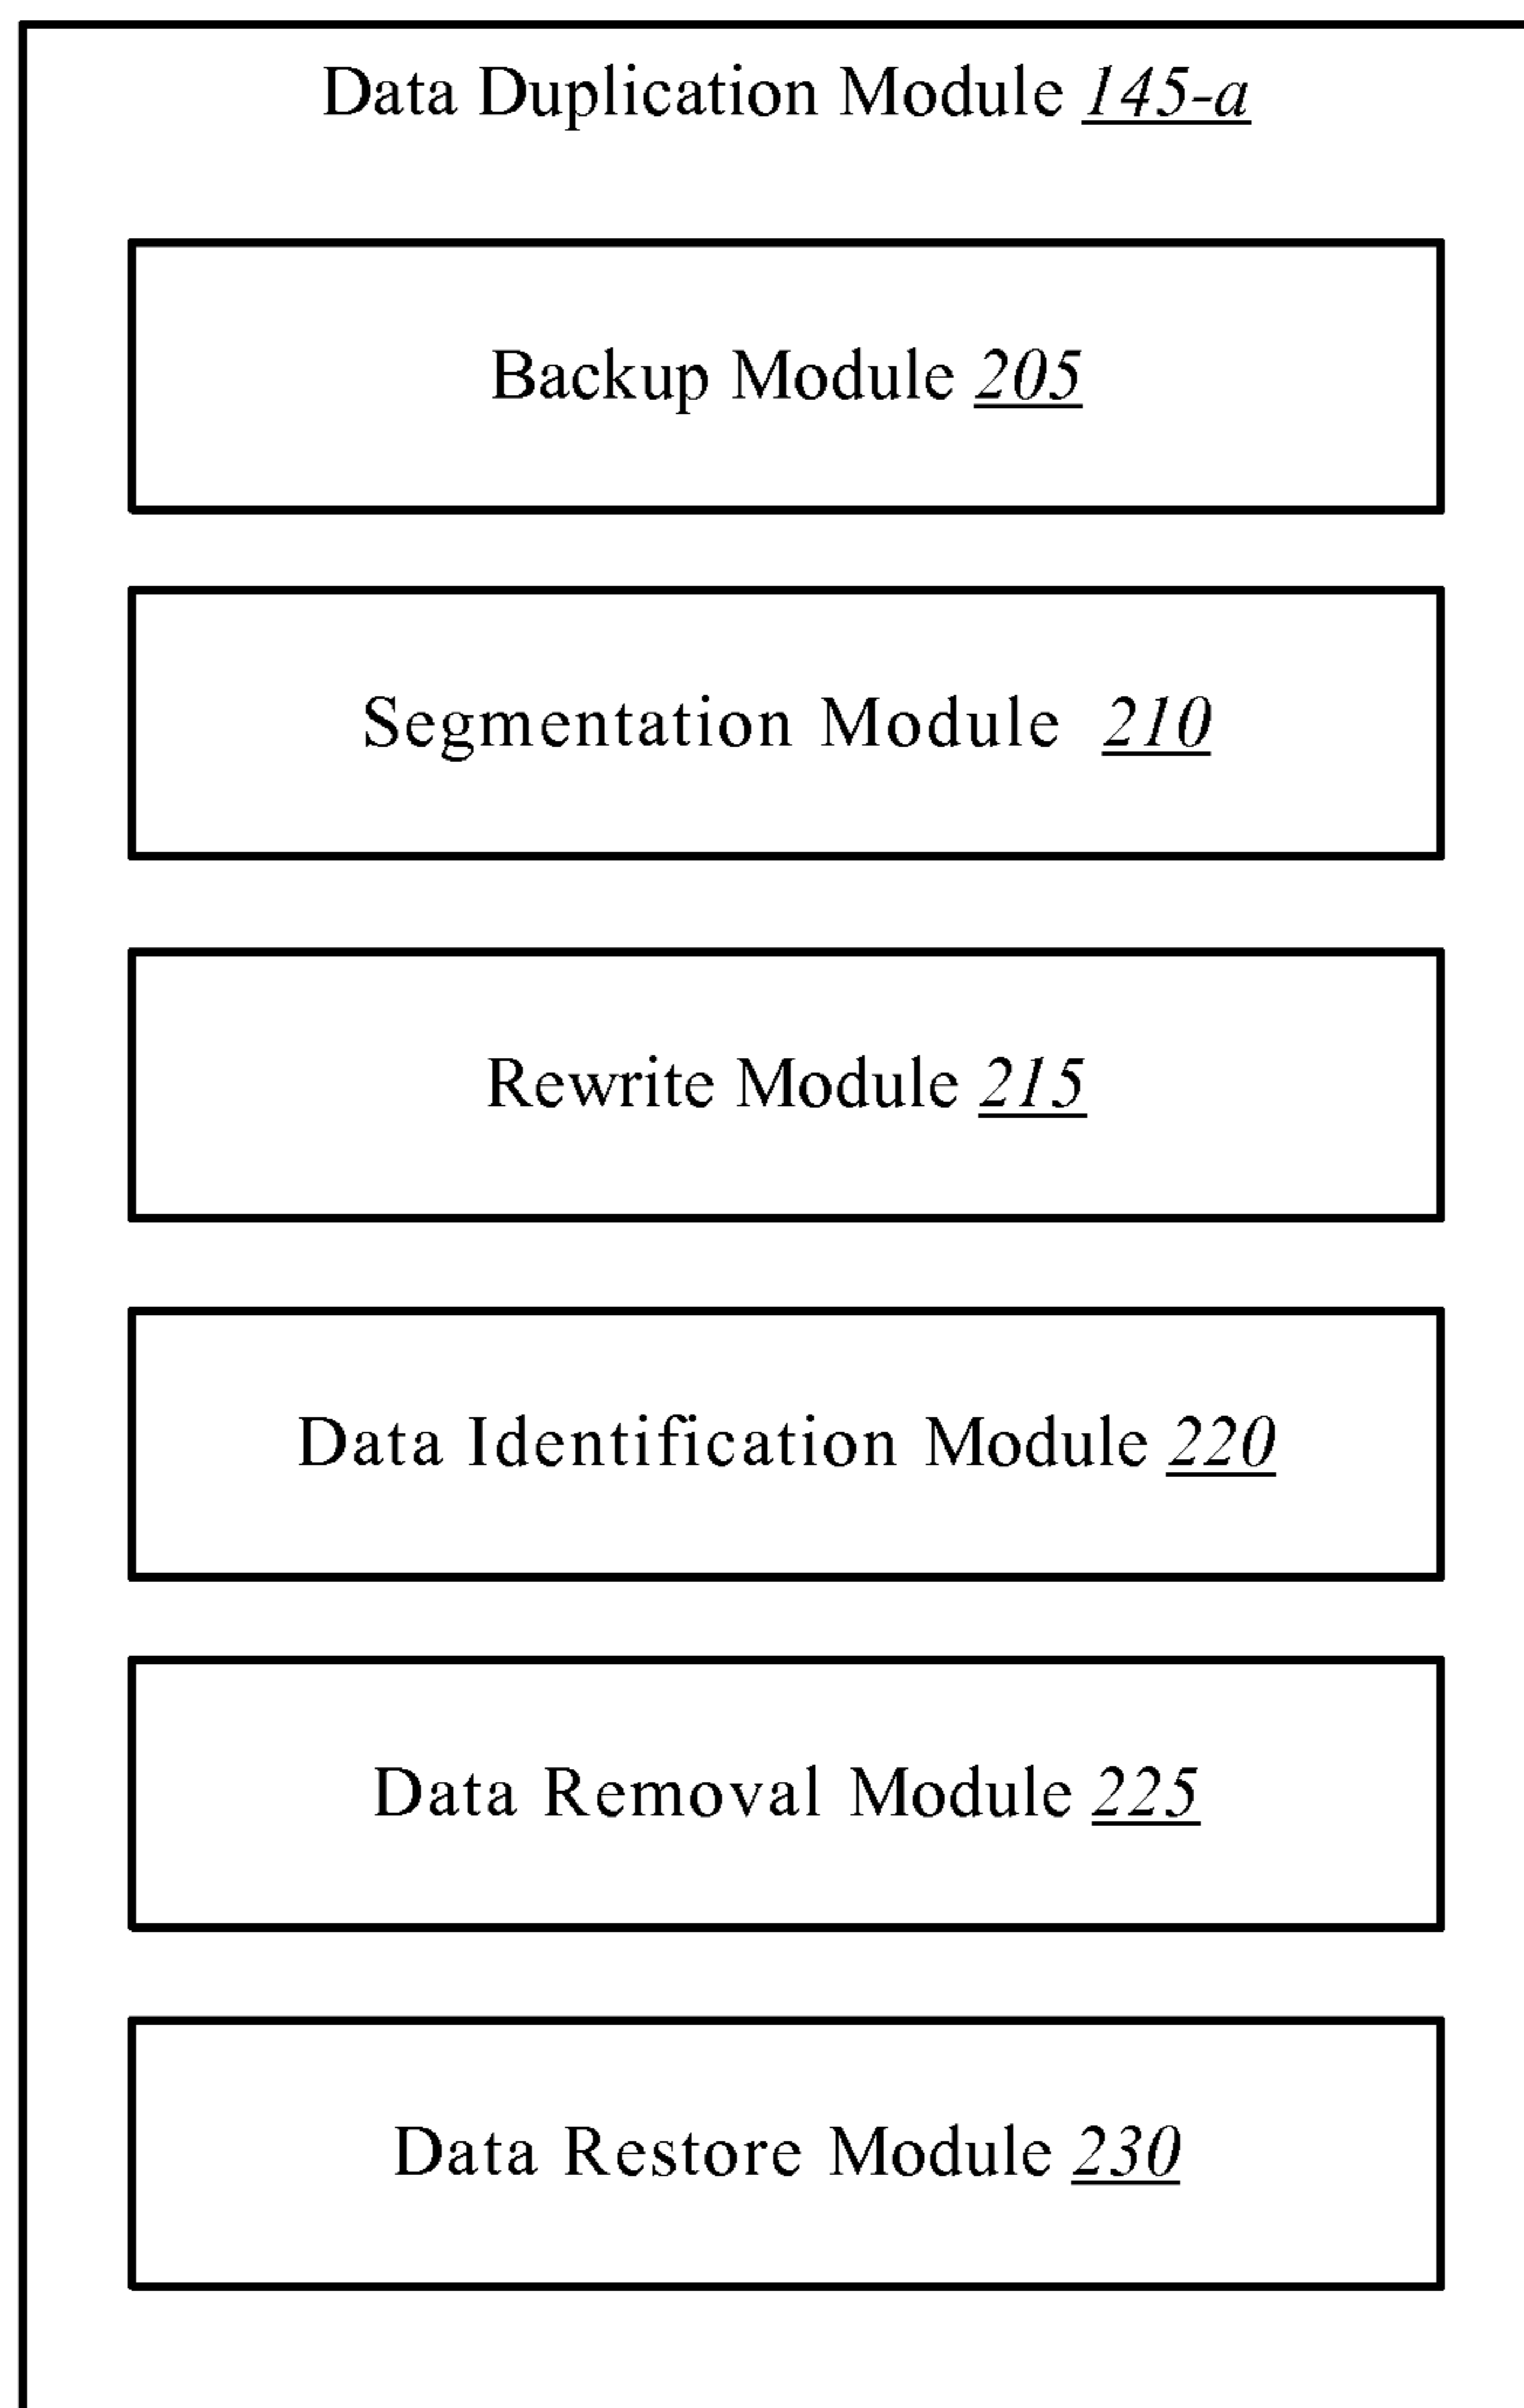 Data Duplication Module 145-a
Backup Module 205
Segmentation Module 210
Rewrite Module 215
Data Identification Module 220
Data Removal Module 225
Data Restore Module 230